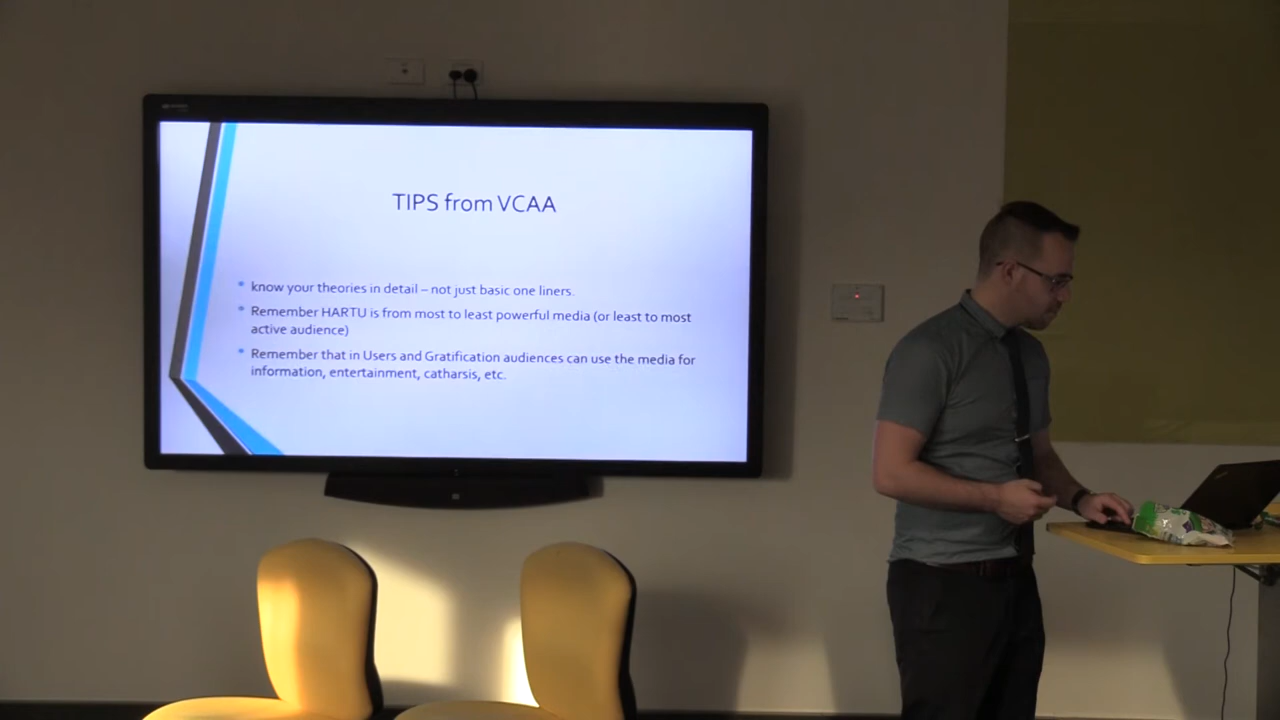 TIPS from VCAA
know your theories in detail – not just basic one liners.
Remember HARTU is from most to least powerful media (or least to most
active audience)
Remember that in Users and Gratification audiences can use the media for
information, entertainment, catharsis, etc.